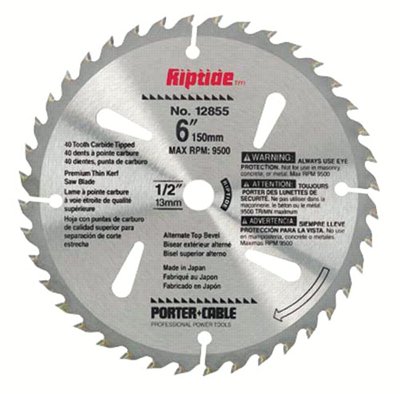 Riptide TM
No. 12855
6" 150mm
MAX RPM: 9500
40 Tooth Carbide Tipped
40 dents à pointe carbure
40 dientes, punta de carburo
Premium Thin Kerf
Saw Blade
Lame à pointe carbure à
voie étroite de qualité
supérieure
Hoja con puntas de carburo
de calidad superior para
separación de corte
estrecha
1/2"
13mm
WARNING: ALWAYS USE EYE
PROTECTION. Not for use in masonry,
concrete, or metal. Max RPM 9500
ATTENTION: TOUJOURS
PORTER DES LUNETTES DE
SECURITÉ. Ne pas utiliser dans la
maçonnerie, le béton, ou le métal
9500 TR/MN maximum
ADVERTENCIA SIEMPRE LLEVE
PROTECCIÓN PARA LA VISTA. No use
en mampostería, concreto o metales.
Maximas RPM 9500
Alternate Top Bevel
Biseau extérieur alterné
Bisel superior alterno
Made in Japan
Fabriqué au Japon
Fabricado en Japón
PORTER+CABLE
PROFESSIONAL POWER TOOLS